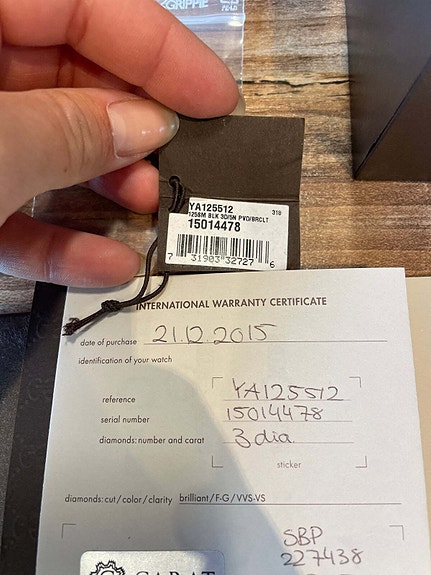 GRIPPIE
YA125512
318
125SM BLK 3D/SN PVD/BRCLT
15014478
7 31903 32727 6
INTERNATIONAL WARRANTY CERTIFICATE
date of purchase 21.12.2015
identification of your watch
reference YA125512
serial number 15014478
diamonds: number and carat 3 dia
sticker
diamonds: cut / color / clarity brilliant / F-G / VVS-VS
SBP
227438
CARAT